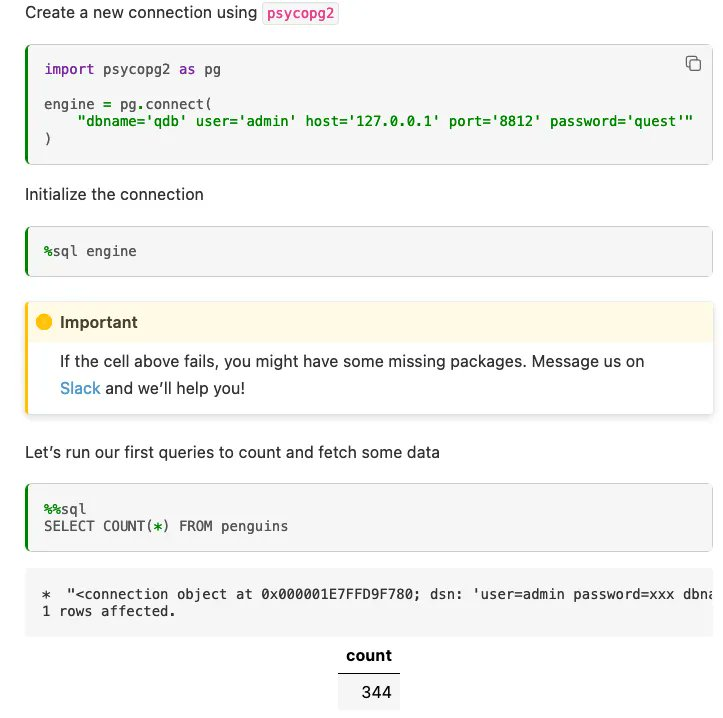 Create a new connection using psycopg2
import psycopg2 as pg
engine = pg.connect(
"dbname='qdb' user='admin' host='127.0.0.1' port='8812' password='quest'"
)
Initialize the connection
%sql engine
Important
If the cell above fails, you might have some missing packages. Message us on
Slack and we’ll help you!
Let’s run our first queries to count and fetch some data
%%sql
SELECT COUNT(*) FROM penguins
* "<connection object at 0x000001E7FFD9F780; dsn: 'user=admin password=xxx dbna
1 rows affected.
count
344